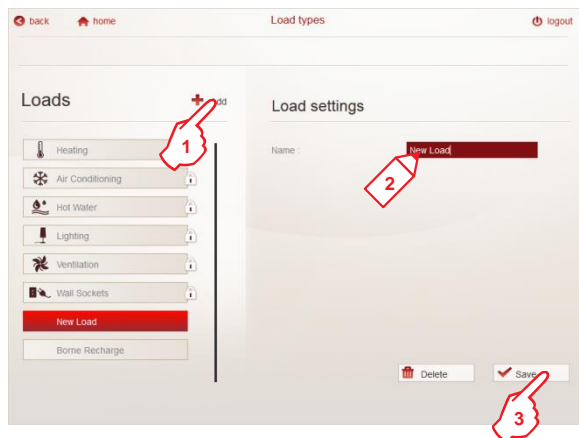 back home Load types logout
Loads Add Load settings
1
Heating
Name : New Load
2
Air Conditioning
Hot Water
Lighting
Ventilation
Wall Sockets
New Load
Borne Recharge
Delete Save
3